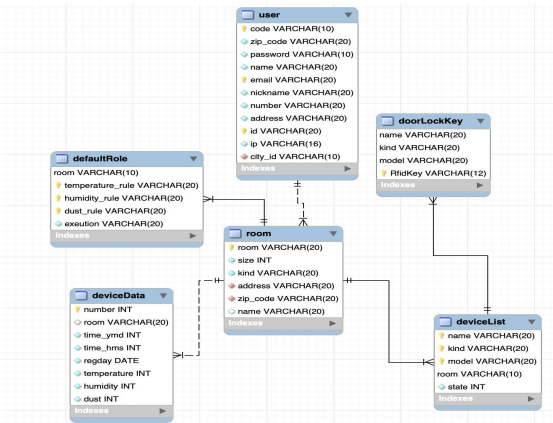 user
code VARCHAR(10)
zip_code VARCHAR(20)
password VARCHAR(10)
name VARCHAR(20)
email VARCHAR(20)
nickname VARCHAR(20)
number VARCHAR(20)
address VARCHAR(20)
id VARCHAR(20)
ip VARCHAR(16)
city_id VARCHAR(10)
Indexes
doorLockKey
name VARCHAR(20)
kind VARCHAR(20)
model VARCHAR(20)
RfidKey VARCHAR(12)
Indexes
defaultRole
room VARCHAR(10)
temperature_rule VARCHAR(20)
humidity_rule VARCHAR(20)
dust_rule VARCHAR(20)
exeution VARCHAR(20)
Indexes
room
room VARCHAR(20)
size INT
kind VARCHAR(20)
address VARCHAR(20)
zip_code VARCHAR(20)
name VARCHAR(20)
Indexes
deviceData
number INT
room VARCHAR(20)
time_ymd INT
time_hms INT
regday DATE
temperature INT
humidity INT
dust INT
Indexes
deviceList
name VARCHAR(20)
kind VARCHAR(20)
model VARCHAR(20)
room VARCHAR(10)
state INT
Indexes